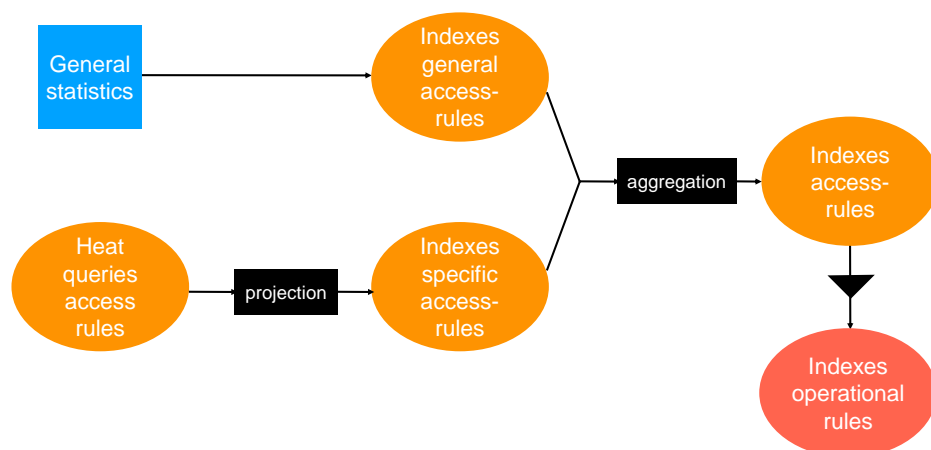 General
statistics
Indexes
general
access-
rules
Heat
queries
access
rules
projection
Indexes
specific
access-
rules
aggregation
Indexes
access-
rules
Indexes
operational
rules